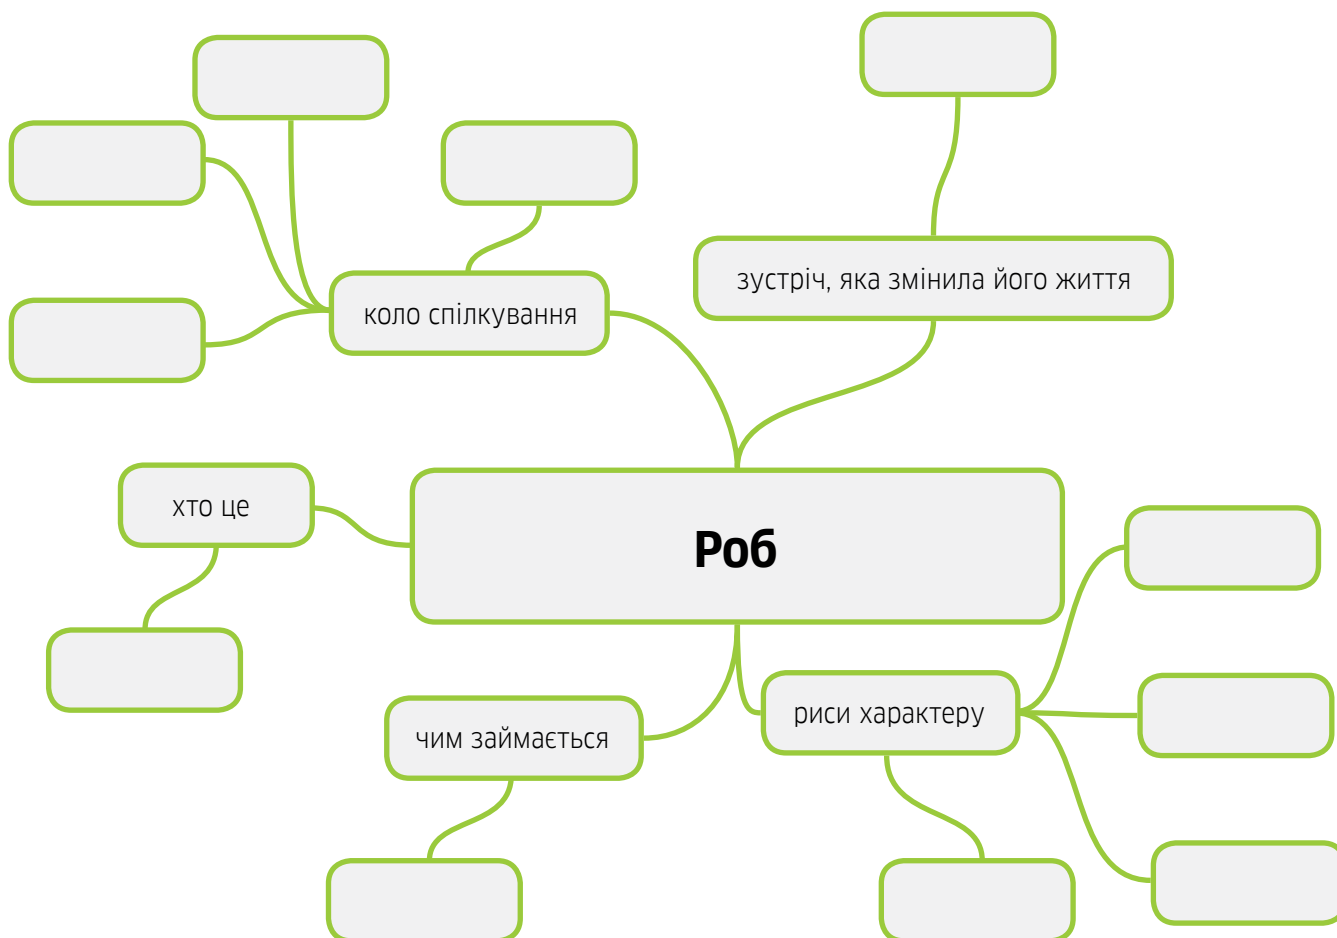 зустріч, яка змінила його життя
коло спілкування
хто це
Роб
риси характеру
чим займається